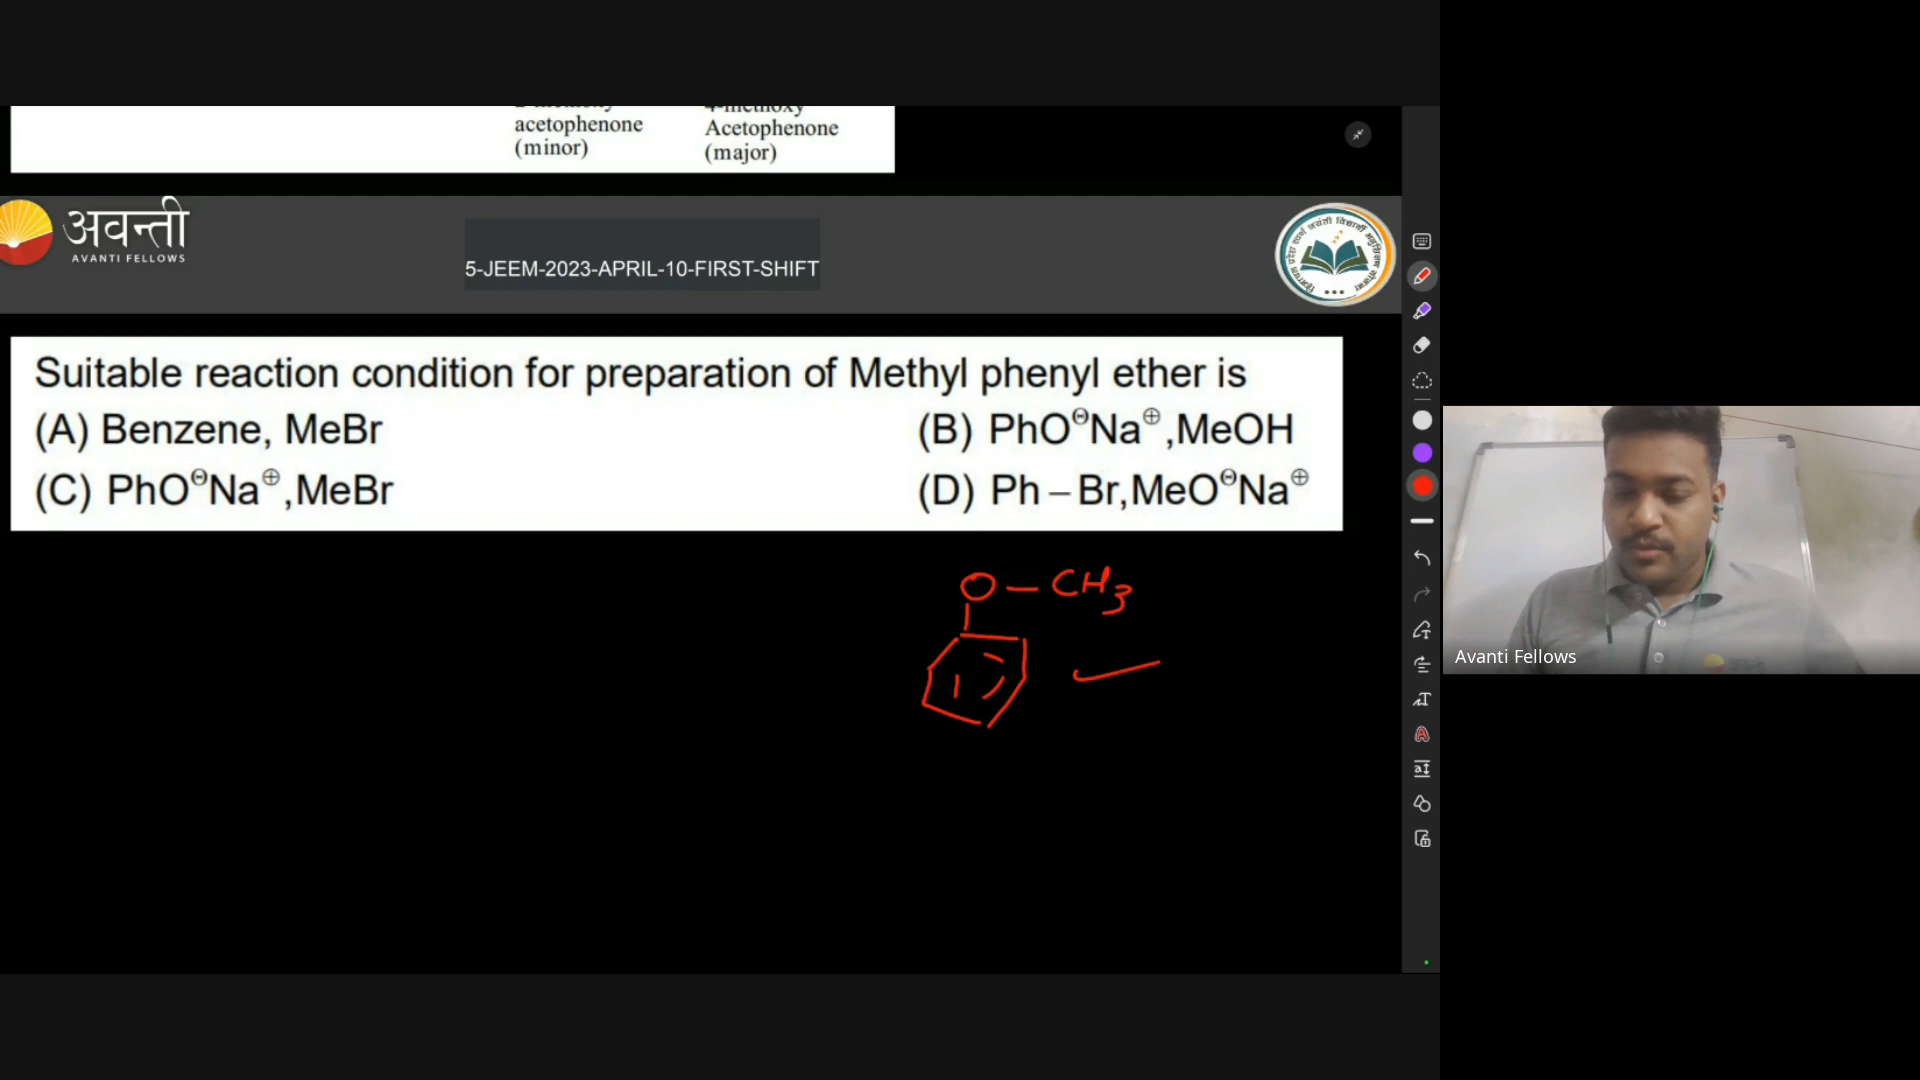 acetophenone
(minor)
4-methoxy
Acetophenone
(major)
अवन्ती
AVANTI FELLOWS
5-JEEM-2023-APRIL-10-FIRST-SHIFT
Suitable reaction condition for preparation of Methyl phenyl ether is
(A) Benzene, MeBr
(B) PhO⊖Na⊕,MeOH
(C) PhO⊖Na⊕,MeBr
(D) Ph – Br,MeO⊖Na⊕
O – CH3
Avanti Fellows